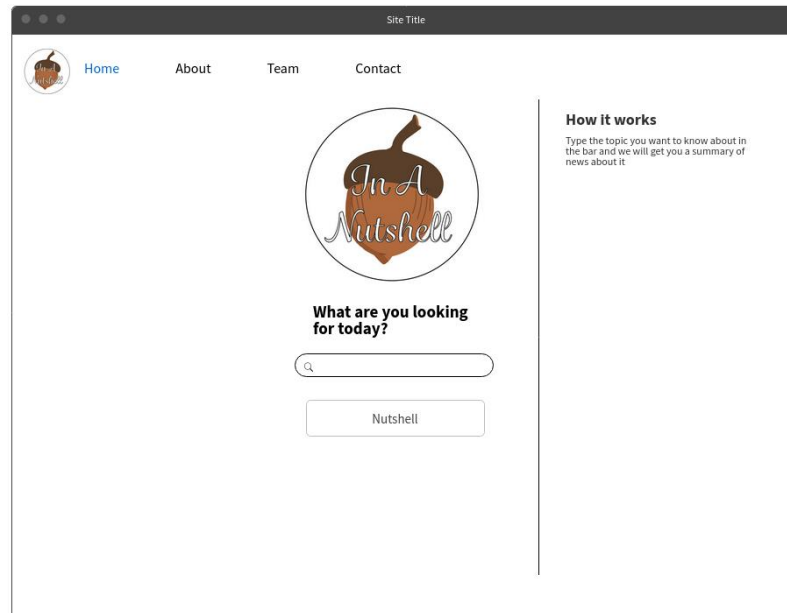 Site Title
In A
Nutshell
Home
About
Team
Contact
In A
Nutshell
What are you looking
for today?
Nutshell
How it works
Type the topic you want to know about in
the bar and we will get you a summary of
news about it